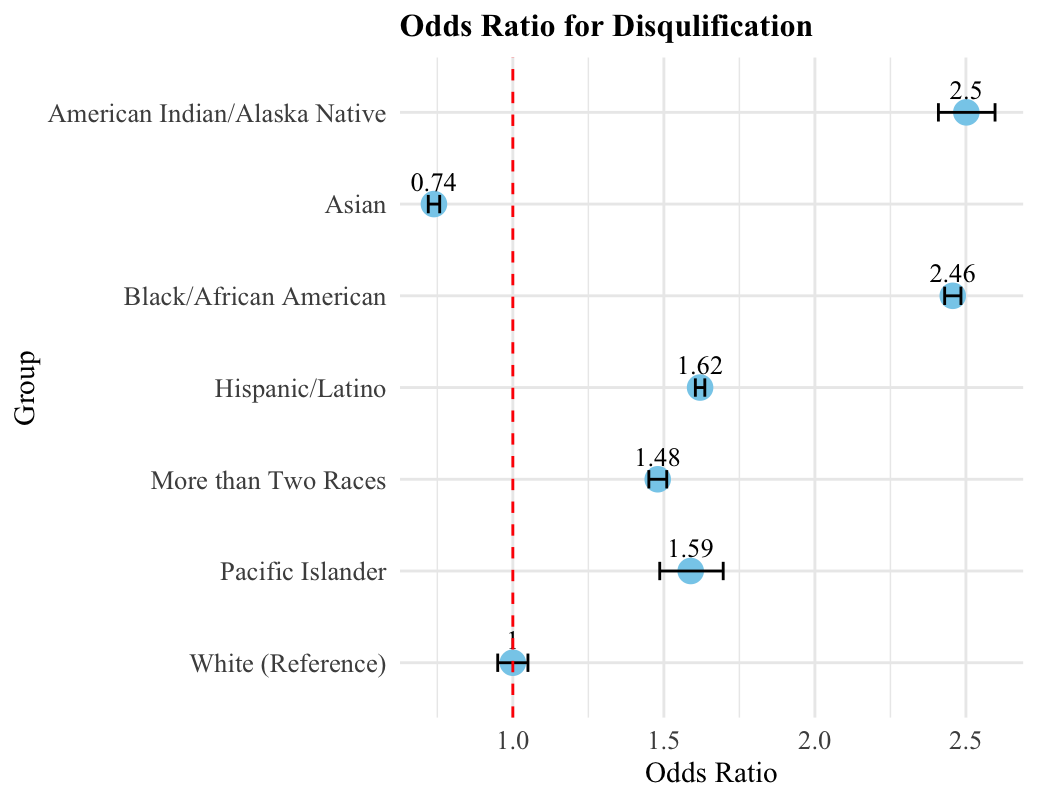 Odds Ratio for Disqulification
American Indian/Alaska Native
2.5
Asian
0.74
Black/African American
2.46
Hispanic/Latino
1.62
More than Two Races
1.48
Pacific Islander
1.59
White (Reference)
1
Group
1.0 1.5 2.0 2.5
Odds Ratio